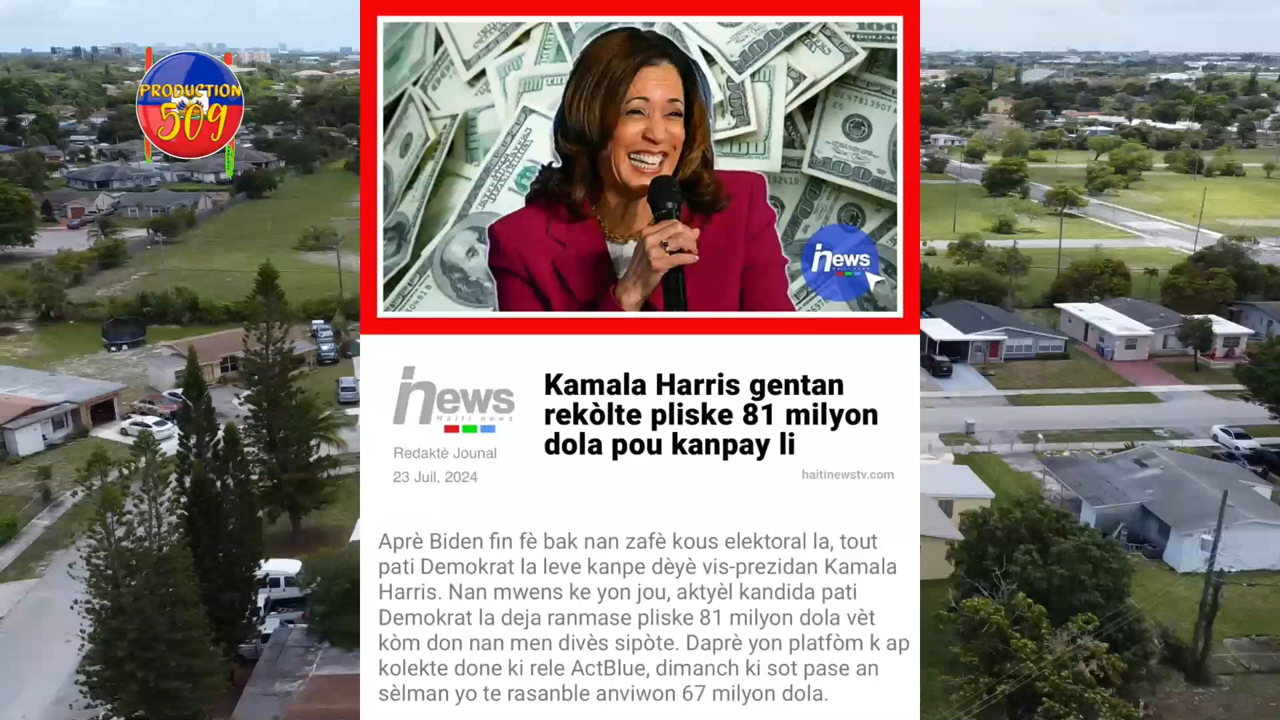 PRODUCTION
509
inews
Haiti news
inews
Haiti news
Kamala Harris gentan
rekòlte pliske 81 milyon
dola pou kanpay li
Redaktè Jounal
23 Juil, 2024
haitinewstv.com
Aprè Biden fin fè bak nan zafè kous elektoral la, tout
pati Demokrat la leve kanpe dèyè vis-prezidan Kamala
Harris. Nan mwens ke yon jou, aktyèl kandida pati
Demokrat la deja ranmase pliske 81 milyon dola vèt
kòm don nan men divès sipòte. Daprè yon platfòm k ap
kolekte done ki rele ActBlue, dimanch ki sot pase an
sèlman yo te rasanble anviwon 67 milyon dola.